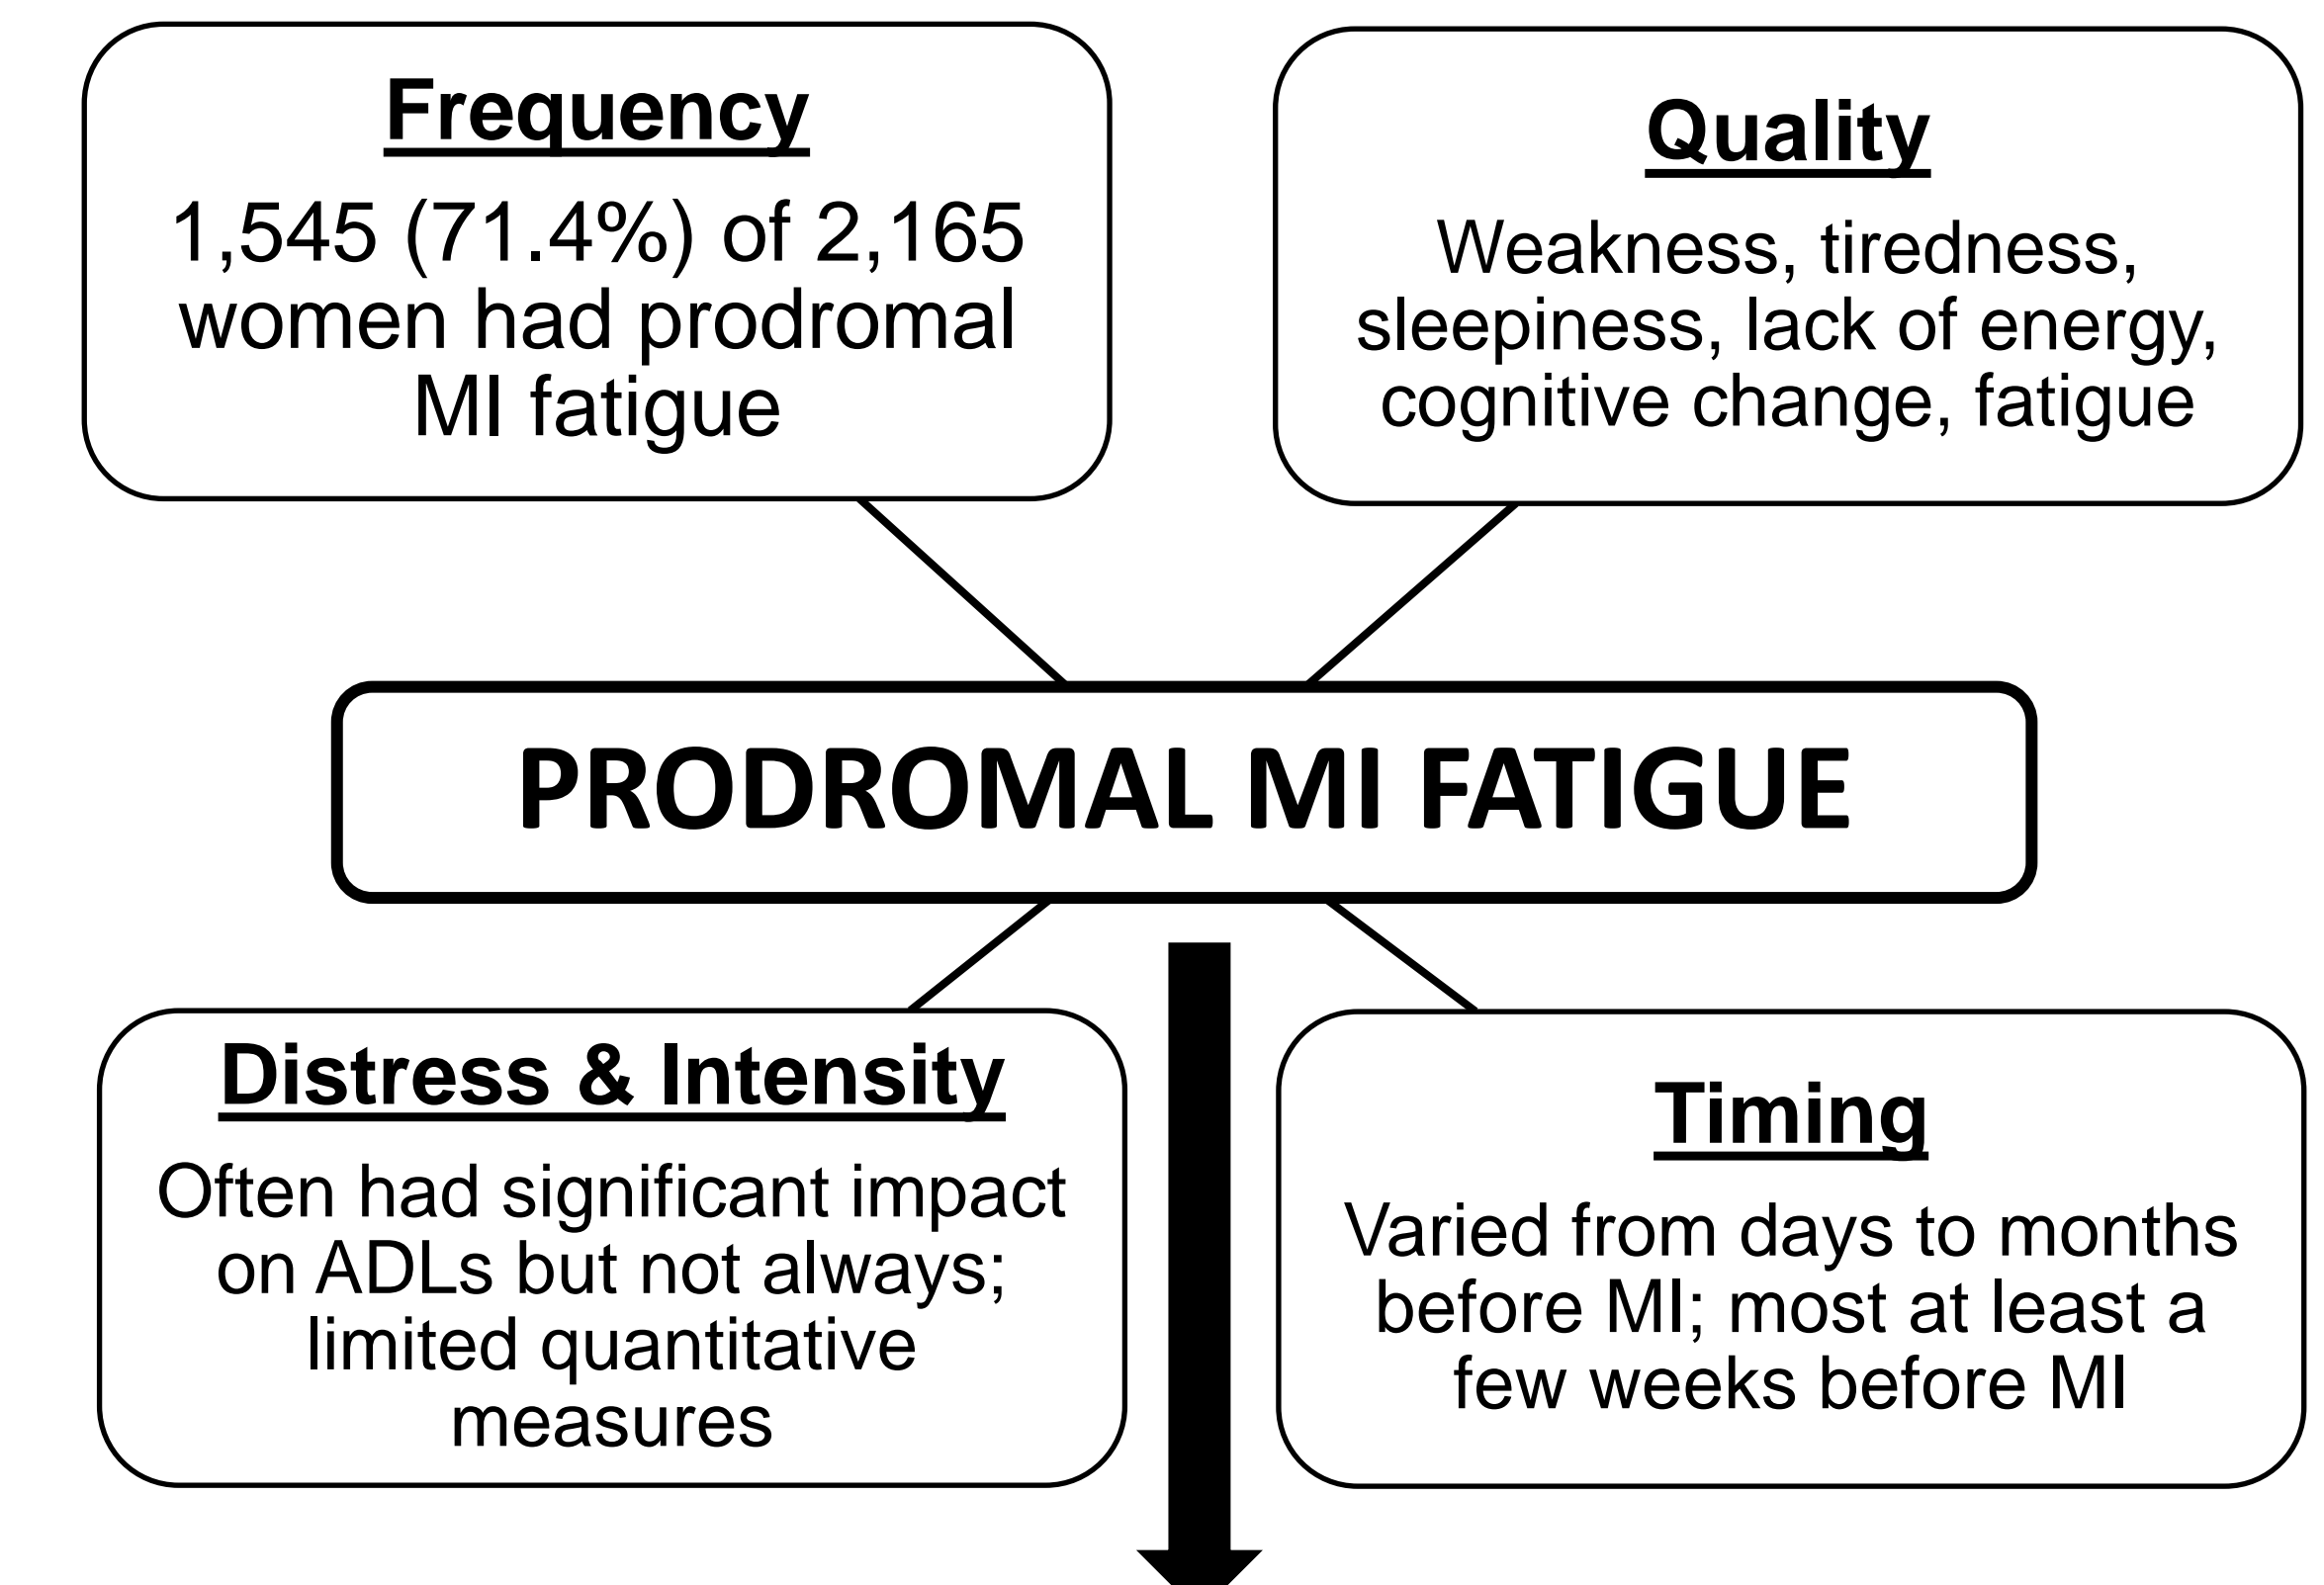 Frequency
1,545 (71.4%) of 2,165
women had prodromal
MI fatigue
Quality
Weakness, tiredness,
sleepiness, lack of energy,
cognitive change, fatigue
PRODROMAL MI FATIGUE
Distress & Intensity
Often had significant impact
on ADLs but not always;
limited quantitative
measures
Timing
Varied from days to months
before MI; most at least a
few weeks before MI